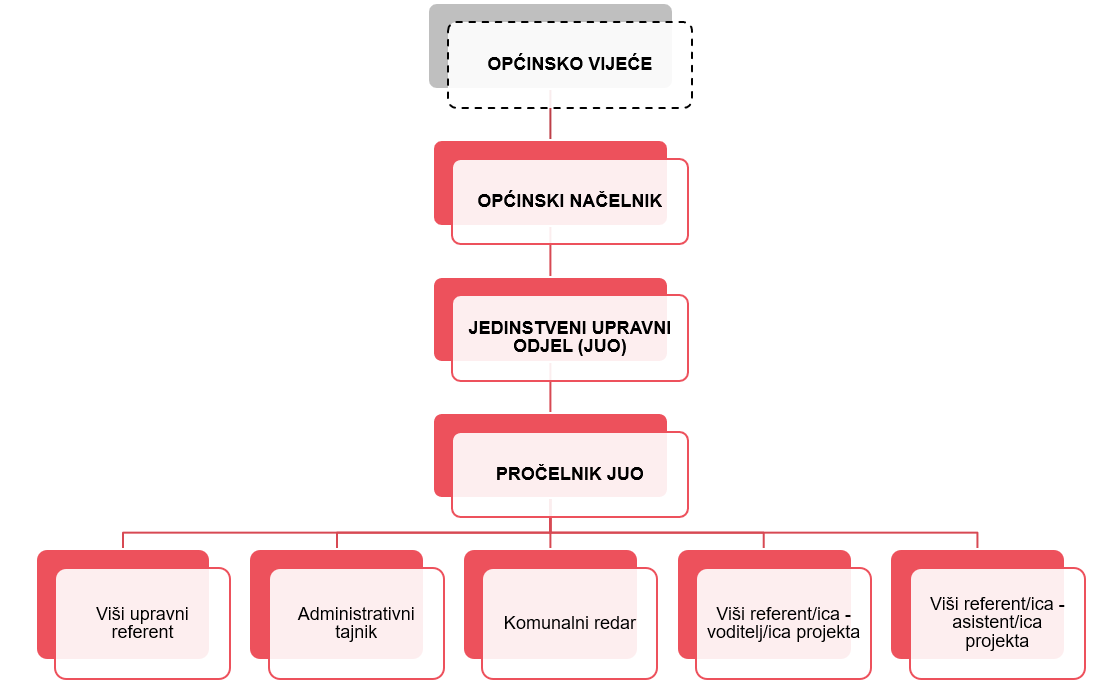 OPĆINSKO VIJEĆE
OPĆINSKI NAČELNIK
JEDINSTVENI UPRAVNI
ODJEL (JUO)
PROČELNIK JUO
Viši upravni
referent
Administrativni
tajnik
Komunalni redar
Viši referent/ica -
voditelj/ica projekta
Viši referent/ica -
asistent/ica
projekta